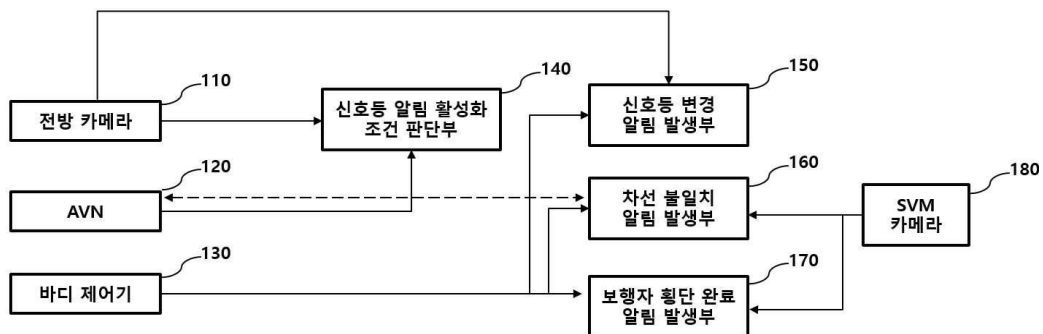 110
전방 카메라
140
신호등 알림 활성화
조건 판단부
150
신호등 변경
알림 발생부
120
AVN
160
차선 불일치
알림 발생부
180
SVM
카메라
130
바디 제어기
170
보행자 횡단 완료
알림 발생부